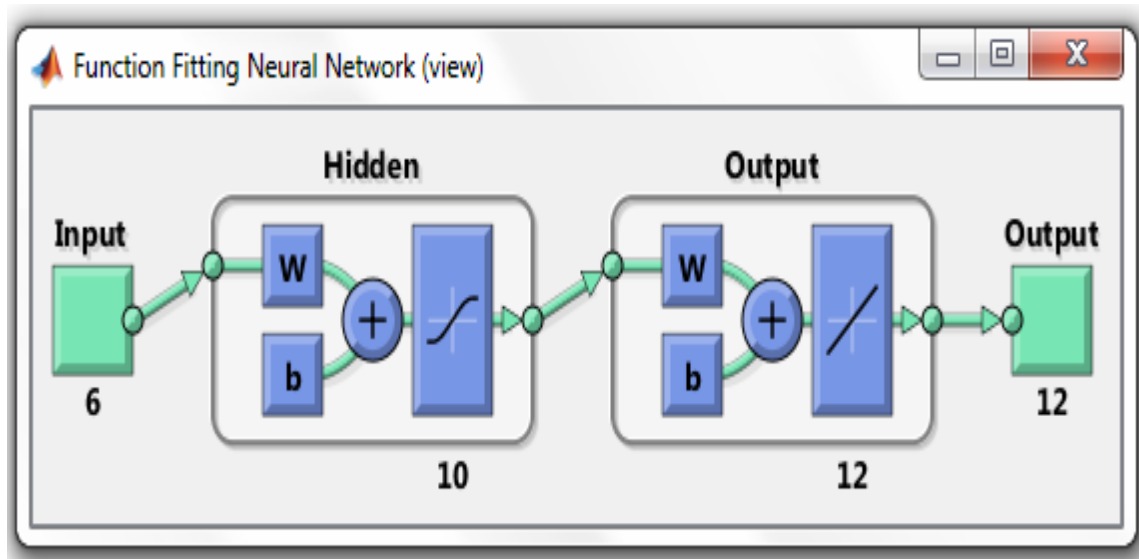 Function Fitting Neural Network (view)
Hidden
Output
Input
Output
W
W
+
+
b
b
6
12
10
12